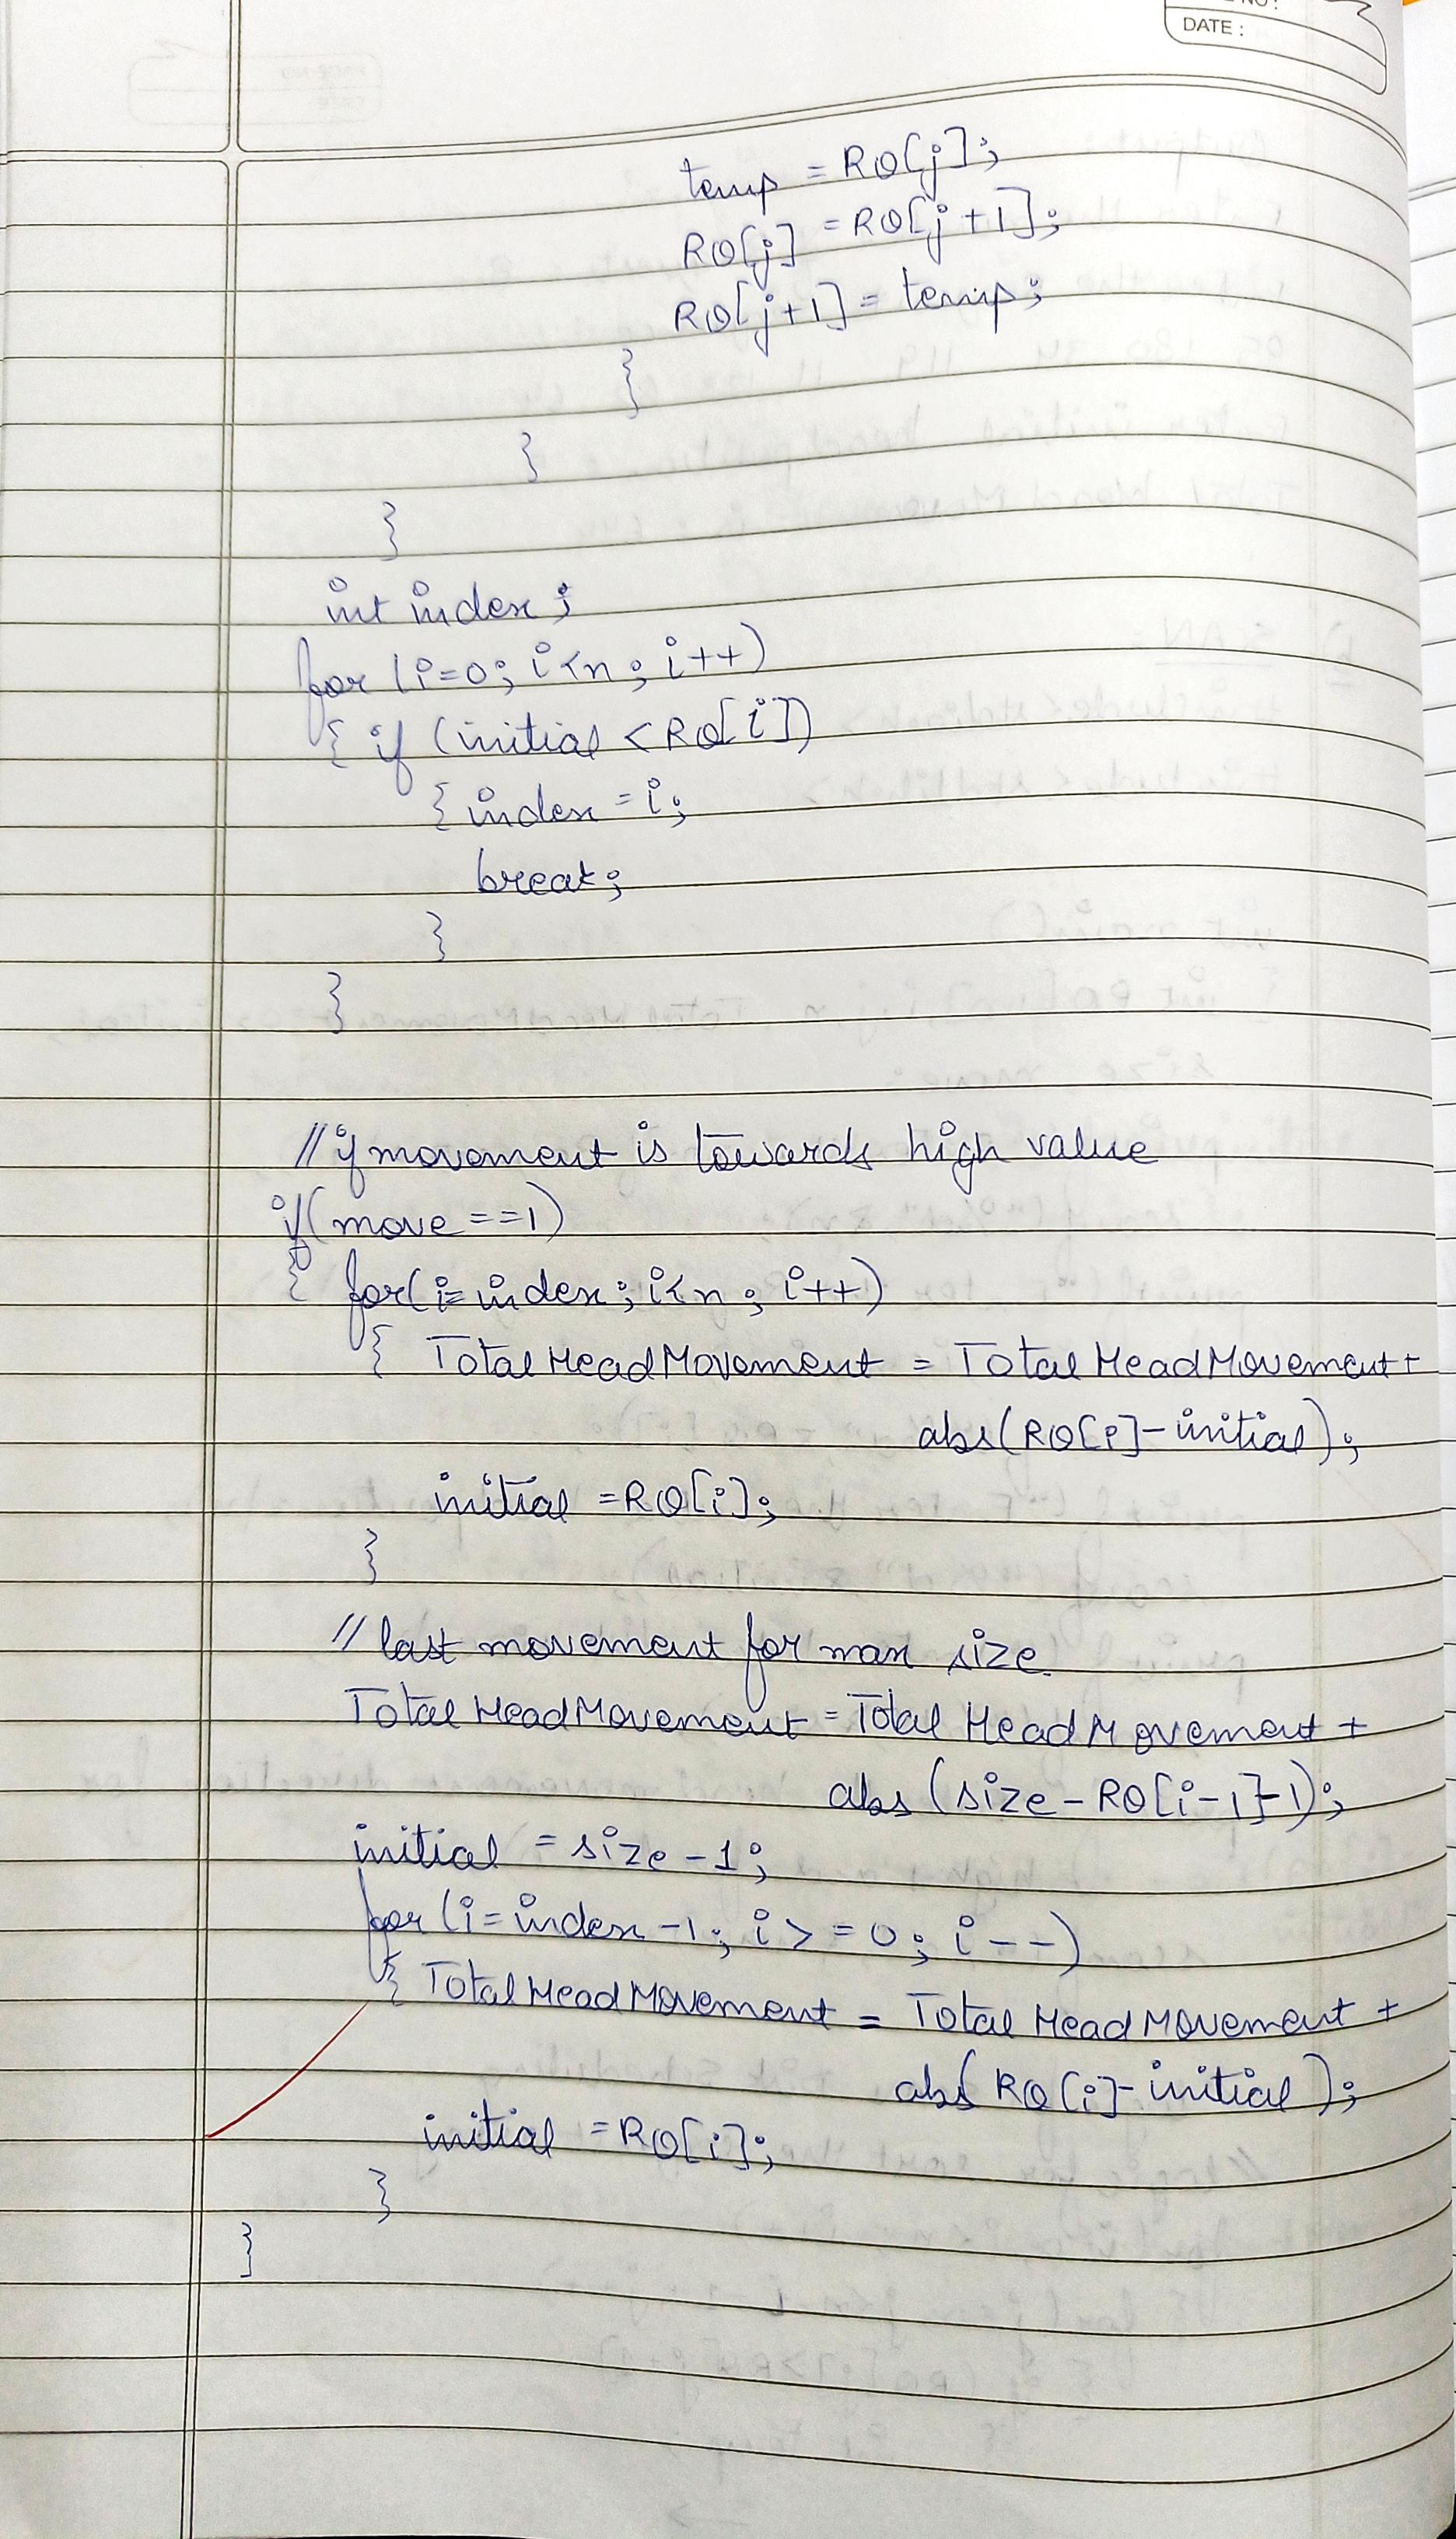 DATE :
temp = RQ[j];
RQ[j] = RQ[j+1];
RQ[j+1] = temp;
}
}
}
int index;
for (i=0; i<n; i++)
{ if (initial < RQ[i])
{ index = i;
break;
}
}
// if movement is towards high value
if(move==1)
{ for(i=index; i<n; i++)
{ TotalHeadMovement = TotalHeadMovement+
abs(RQ[i]-initial);
initial = RQ[i];
}
// last movement for max size
TotalHeadMovement = TotalHeadMovement +
abs (size-RQ[i-1]-1);
initial = size-1;
for (i=index-1; i>=0; i--)
{ TotalHeadMovement = TotalHeadMovement +
abs( RQ[i]-initial );
initial = RQ[i];
}
}